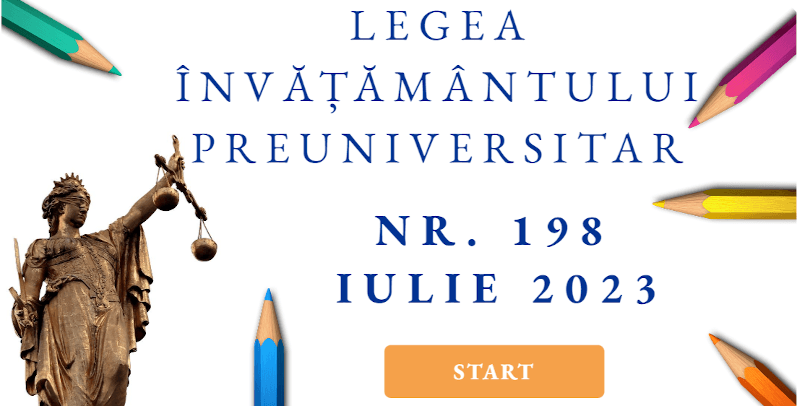 LEGEA
ÎNVĂȚĂMÂNTULUI
PREUNIVERSITAR
NR. 198
IULIE 2023
START